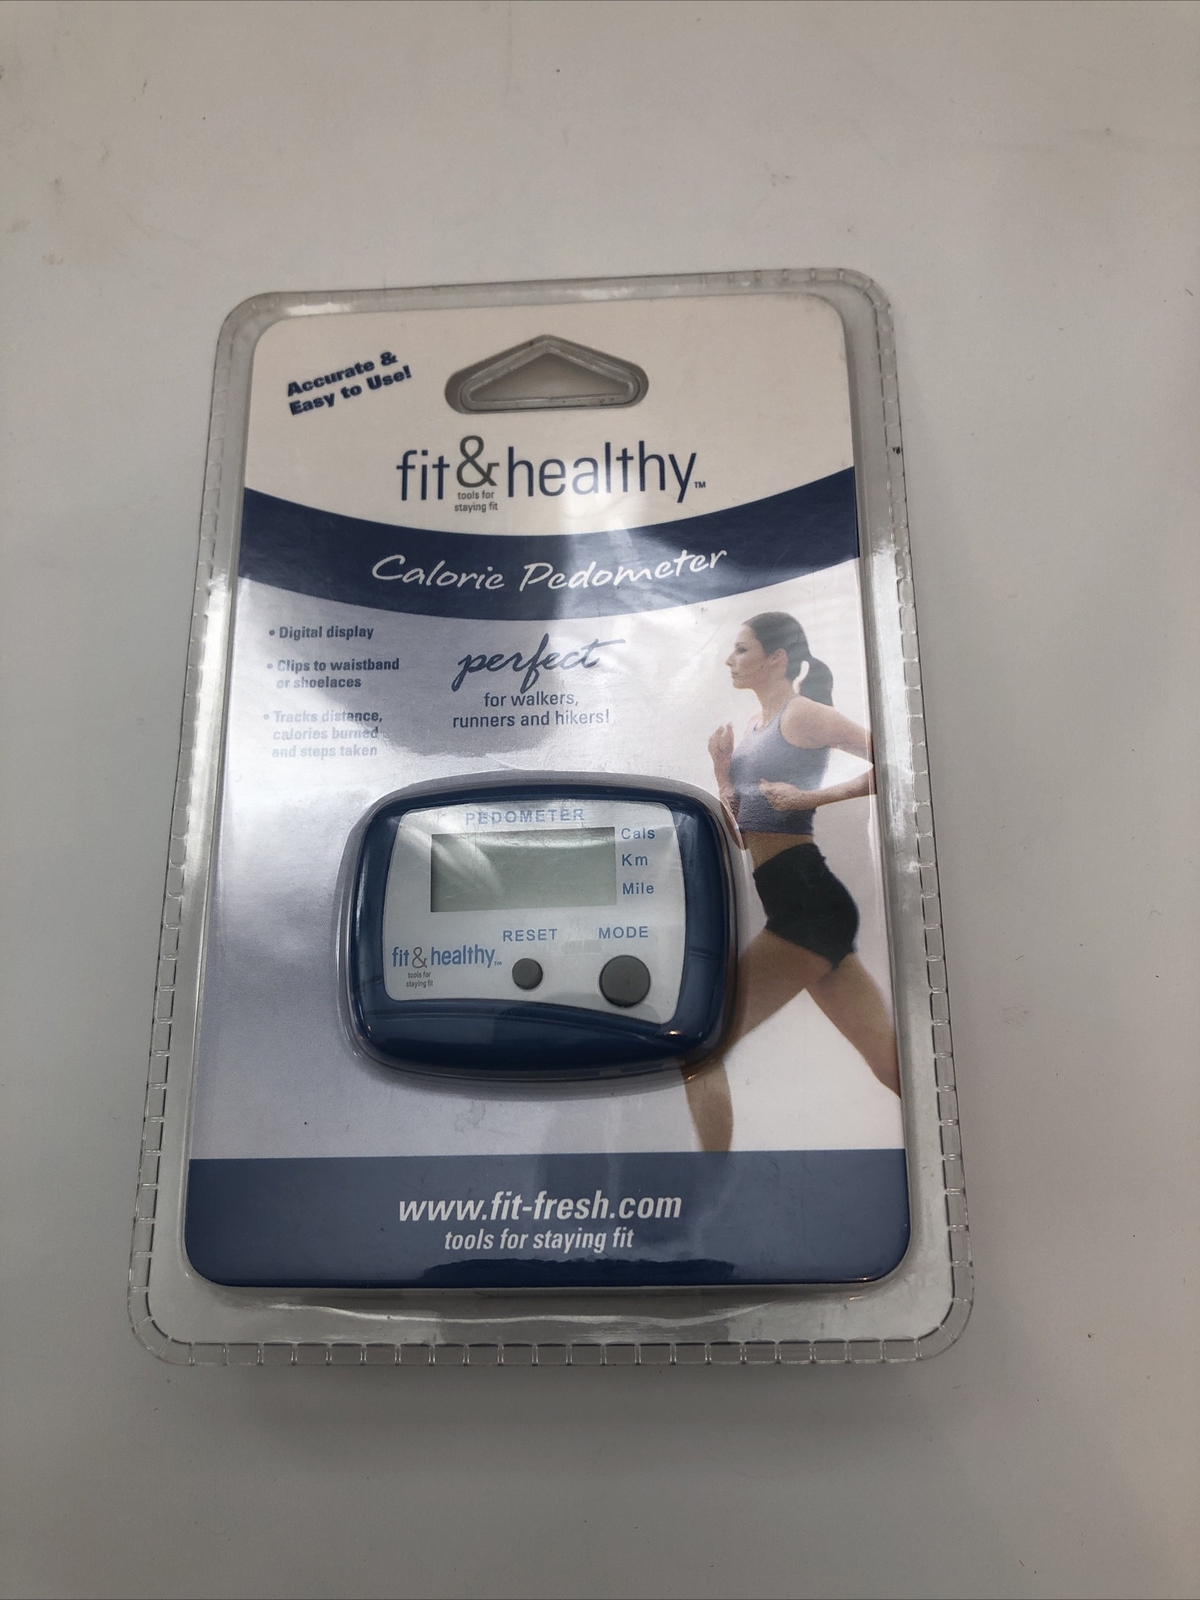 Accurate &
Easy to Use!
fit & healthy™
tools for
staying fit
Calorie Pedometer
• Digital display
• Clips to waistband
or shoelaces
• Tracks distance,
calories burned
and steps taken
perfect
for walkers,
runners and hikers!
PEDOMETER
Cals
Km
Mile
RESET MODE
fit & healthy™
tools for
staying fit
www.fit-fresh.com
tools for staying fit